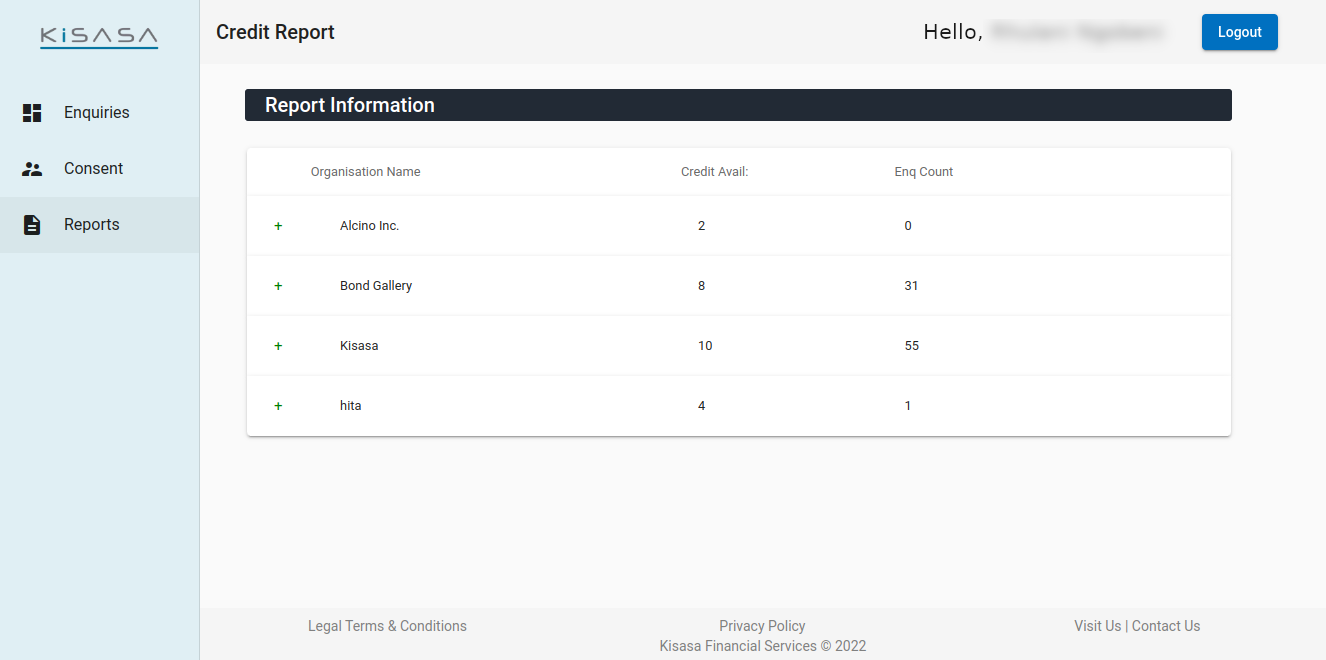 KiSASA
Credit Report
Hello,
Logout
Enquiries
Consent
Reports
Report Information
Organisation Name Credit Avail: Enq Count
+ Alcino Inc. 2 0
+ Bond Gallery 8 31
+ Kisasa 10 55
+ hita 4 1
Legal Terms & Conditions Privacy Policy Visit Us | Contact Us
Kisasa Financial Services © 2022